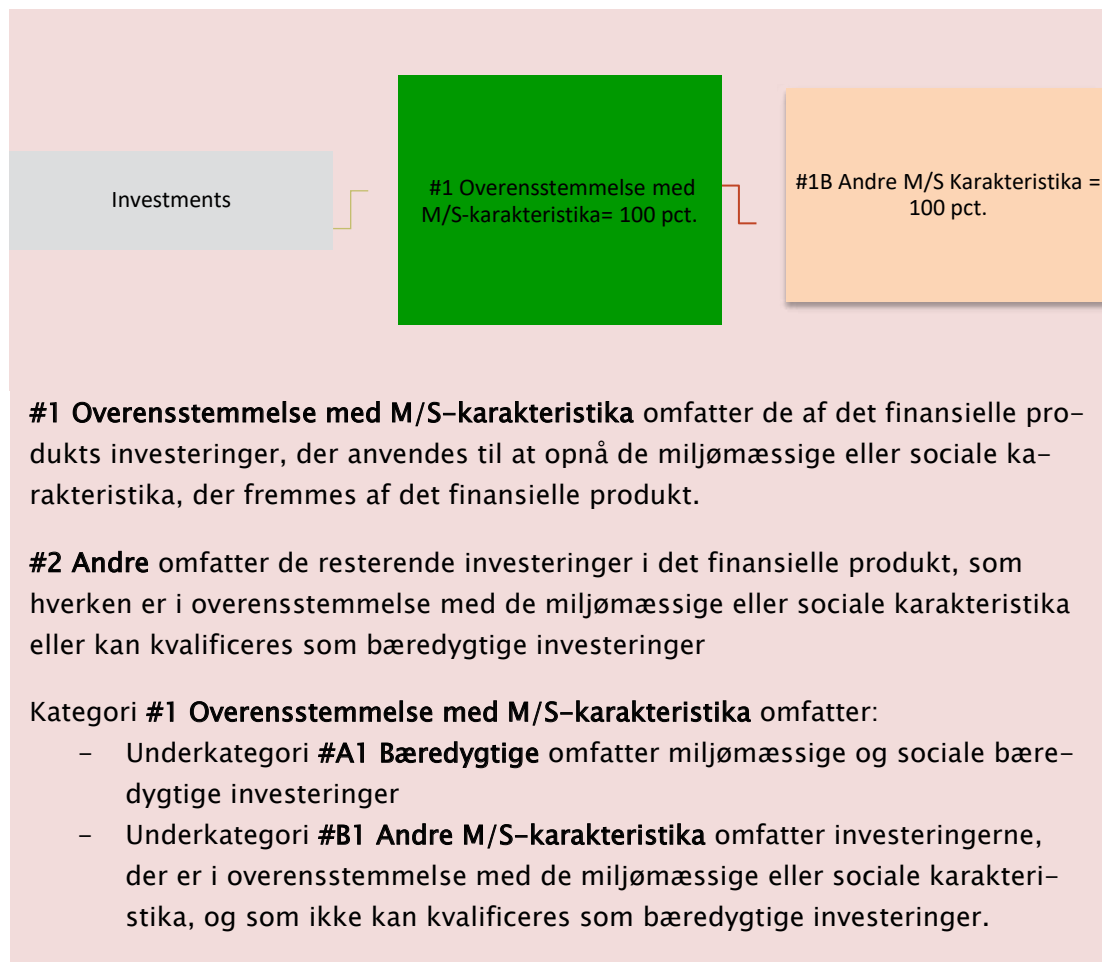 Investments
#1 Overensstemmelse med
M/S-karakteristika= 100 pct.
#1B Andre M/S Karakteristika =
100 pct.
#1 Overensstemmelse med M/S-karakteristika omfatter de af det finansielle pro-
dukts investeringer, der anvendes til at opnå de miljømæssige eller sociale ka-
rakteristika, der fremmes af det finansielle produkt.
#2 Andre omfatter de resterende investeringer i det finansielle produkt, som
hverken er i overensstemmelse med de miljømæssige eller sociale karakteristika
eller kan kvalificeres som bæredygtige investeringer
Kategori #1 Overensstemmelse med M/S-karakteristika omfatter:
- Underkategori #A1 Bæredygtige omfatter miljømæssige og sociale bære-
dygtige investeringer
- Underkategori #B1 Andre M/S-karakteristika omfatter investeringerne,
der er i overensstemmelse med de miljømæssige eller sociale karakteri-
stika, og som ikke kan kvalificeres som bæredygtige investeringer.